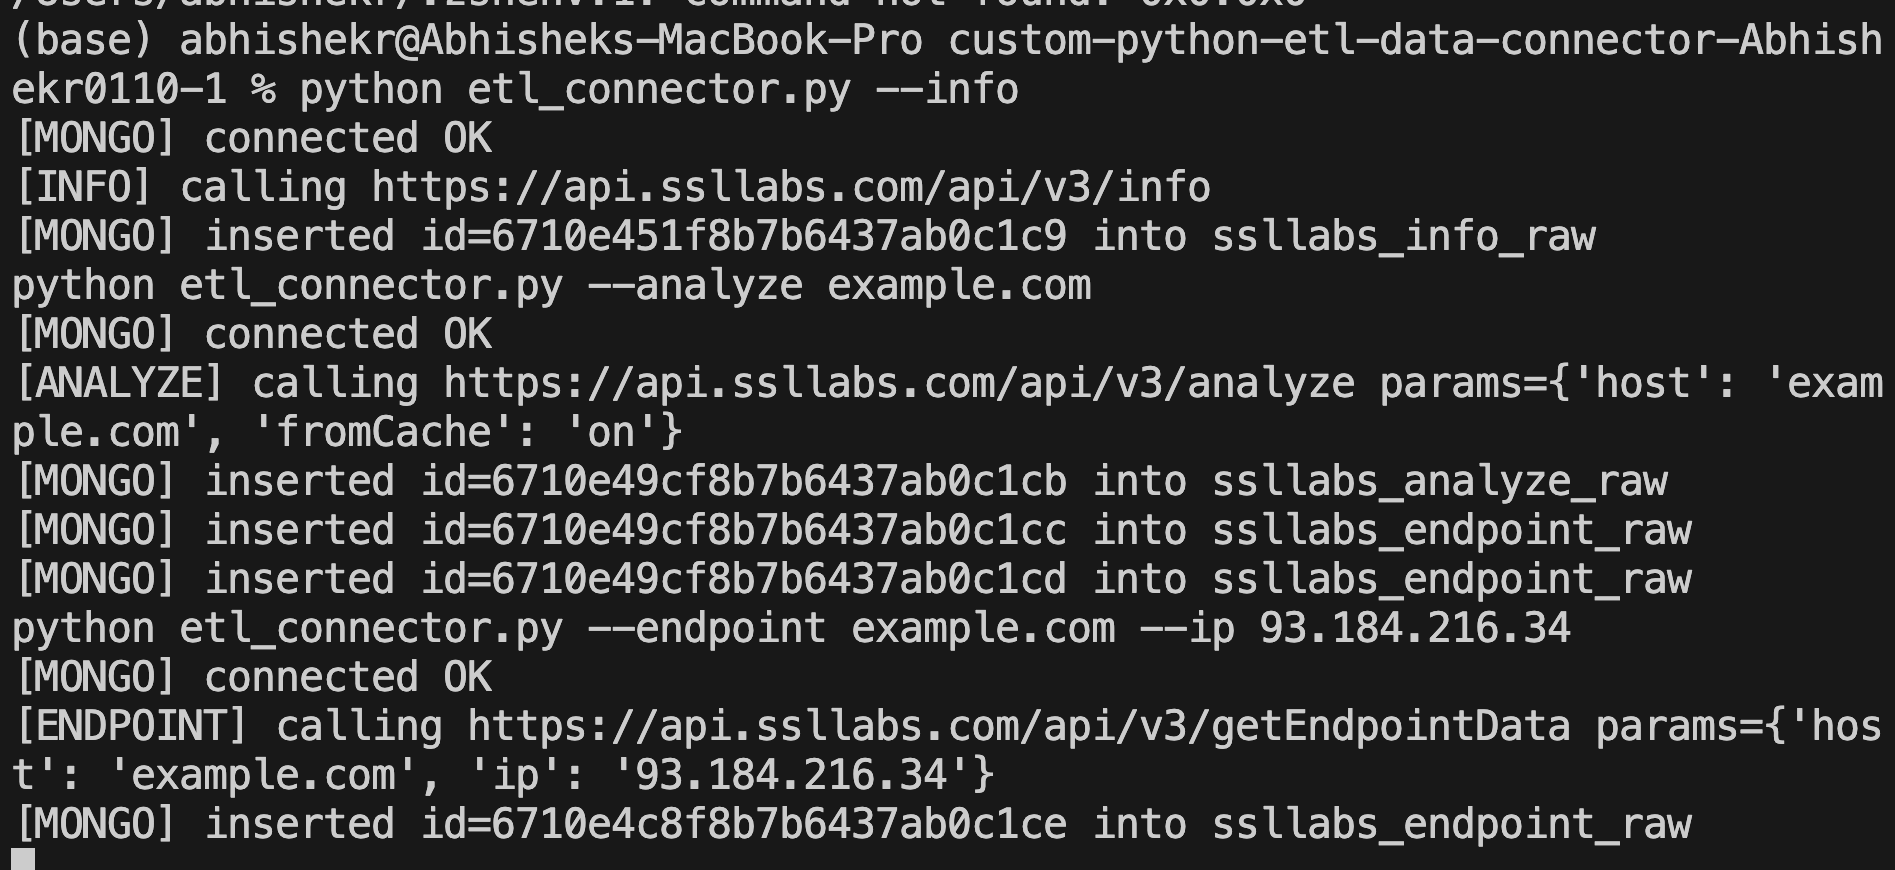 (base) abhishekr@Abhisheks-MacBook-Pro custom-python-etl-data-connector-Abhish
ekr0110-1 % python etl_connector.py --info
[MONGO] connected OK
[INFO] calling https://api.ssllabs.com/api/v3/info
[MONGO] inserted id=6710e451f8b7b6437ab0c1c9 into ssllabs_info_raw
python etl_connector.py --analyze example.com
[MONGO] connected OK
[ANALYZE] calling https://api.ssllabs.com/api/v3/analyze params={'host': 'exam
ple.com', 'fromCache': 'on'}
[MONGO] inserted id=6710e49cf8b7b6437ab0c1cb into ssllabs_analyze_raw
[MONGO] inserted id=6710e49cf8b7b6437ab0c1cc into ssllabs_endpoint_raw
[MONGO] inserted id=6710e49cf8b7b6437ab0c1cd into ssllabs_endpoint_raw
python etl_connector.py --endpoint example.com --ip 93.184.216.34
[MONGO] connected OK
[ENDPOINT] calling https://api.ssllabs.com/api/v3/getEndpointData params={'hos
t': 'example.com', 'ip': '93.184.216.34'}
[MONGO] inserted id=6710e4c8f8b7b6437ab0c1ce into ssllabs_endpoint_raw